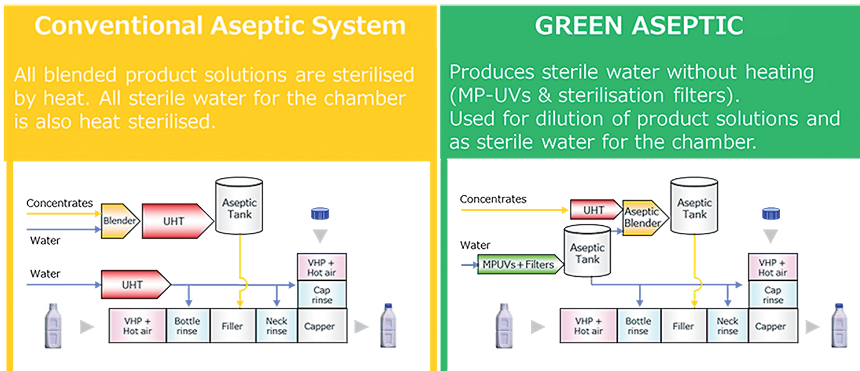 Conventional Aseptic System
All blended product solutions are sterilised
by heat. All sterile water for the chamber
is also heat sterilised.
Concentrates
Blender
UHT
Aseptic
Tank
Water
Water
UHT
VHP +
Hot air
Cap
rinse
VHP +
Hot air
Bottle
rinse
Filler
Neck
rinse
Capper
GREEN ASEPTIC
Produces sterile water without heating
(MP-UVs & sterilisation filters).
Used for dilution of product solutions and
as sterile water for the chamber.
Concentrates
UHT
Aseptic
Blender
Aseptic
Tank
Water
MPUVs + Filters
Aseptic
Tank
VHP +
Hot air
Cap
rinse
VHP +
Hot air
Bottle
rinse
Filler
Neck
rinse
Capper